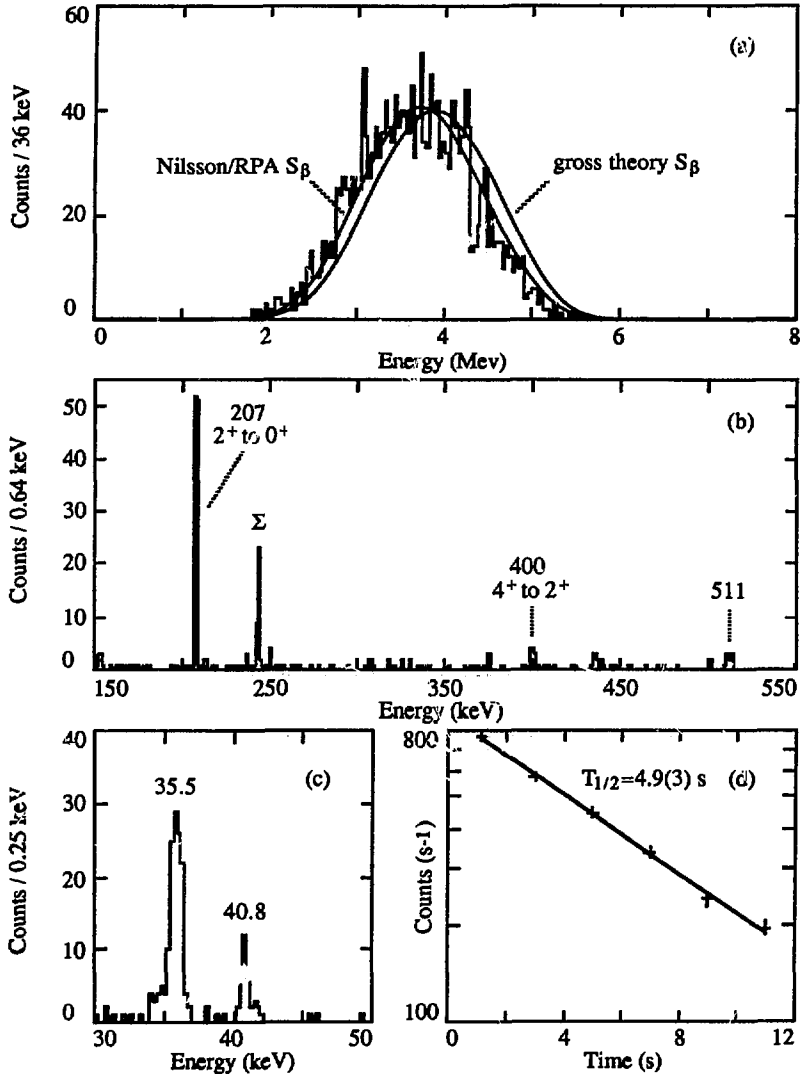 60
40
20
0
Counts / 36 keV
(a)
Nilsson/RPA Sβ
gross theory Sβ
0 2 4 6 8
Energy (Mev)
50
40
30
20
10
0
Counts / 0.64 keV
(b)
207
2+ to 0+
Σ
400
4+ to 2+
511
150 250 350 450 550
Energy (keV)
40
30
20
10
0
Counts / 0.25 keV
(c)
35.5
40.8
30 40 50
Energy (keV)
800
100
Counts (s-1)
T1/2=4.9(3) s (d)
0 4 8 12
Time (s)